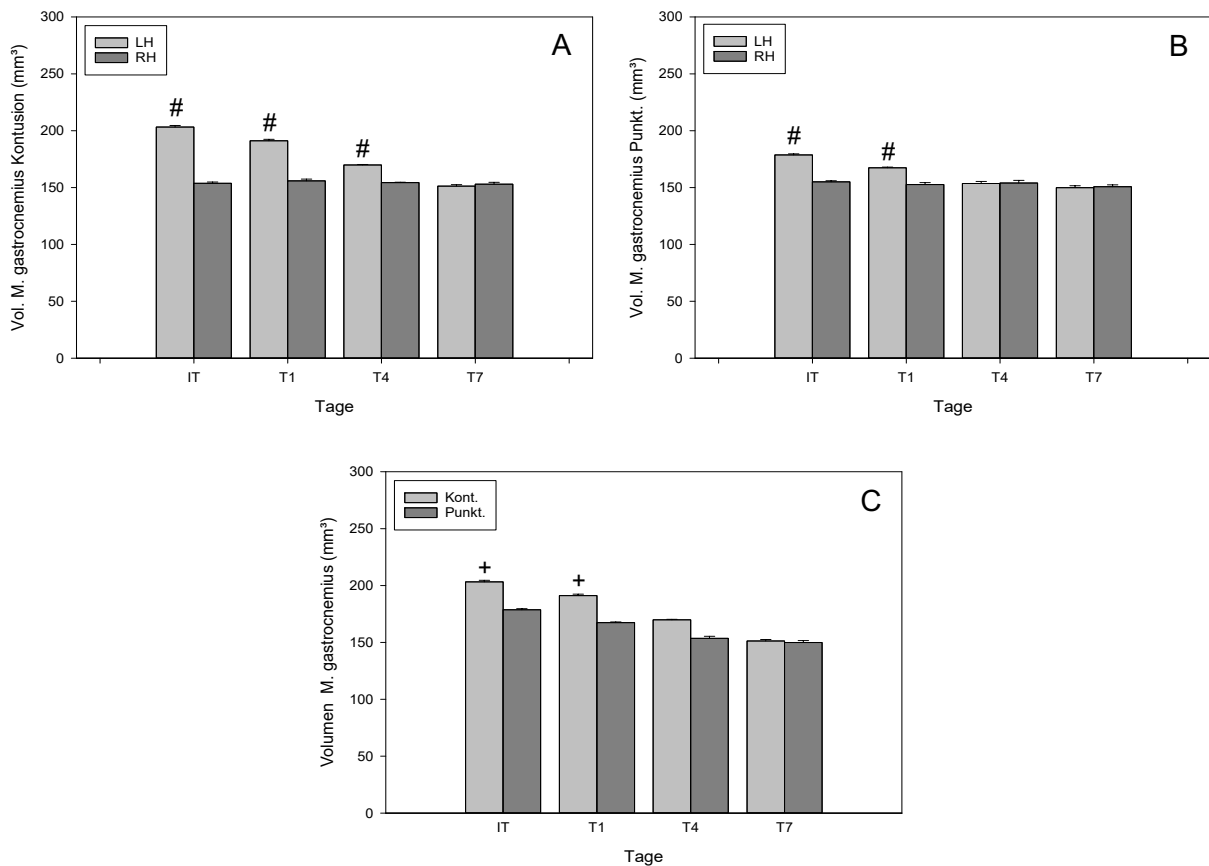 Vol. M. gastrocnemius Kontusion (mm³)
300
250
200
150
100
50
0
LH
RH
A
#
#
#
IT
T1
T4
T7
Tage
Vol. M. gastrocnemius Punkt. (mm³)
300
250
200
150
100
50
0
LH
RH
B
#
#
IT
T1
T4
T7
Tage
Volumen M. gastrocnemius (mm³)
300
250
200
150
100
50
0
Kont.
Punkt.
C
+
+
IT
T1
T4
T7
Tage